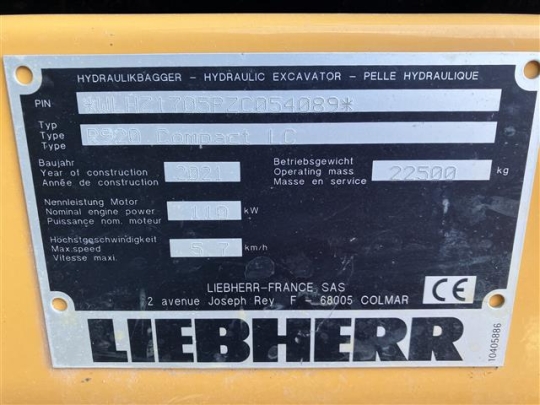 HYDRAULIKBAGGER - HYDRAULIC EXCAVATOR - PELLE HYDRAULIQUE
PIN
Typ
Type Compact LC
Type
Baujahr
Year of construction 2021
Année de construction
Betriebsgewicht
Operating mass 22500 kg
Masse en service
Nennleistung Motor
Nominal engine power 110 kW
Puissance nom. moteur
Höchstgeschwindigkeit
Max.speed 5.7 km/h
Vitesse maxi.
LIEBHERR-FRANCE SAS
2 avenue Joseph Rey F - 68005 COLMAR
CE
LIEBHERR
10405886